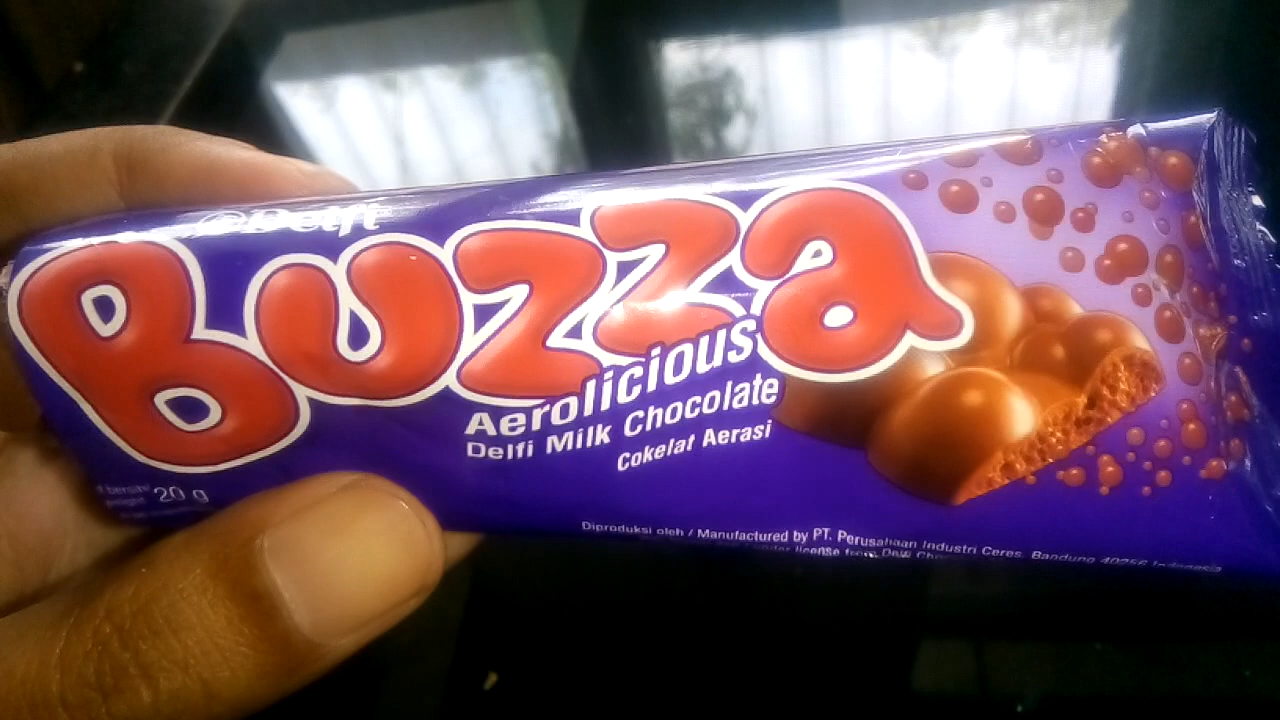 Delfi
Buzza
Aerolicious
Delfi Milk Chocolate
Cokelat Aerasi
20 g
Diproduksi oleh / Manufactured by PT. Perusahaan Industri Ceres, Bandung 40256 Indonesia
license from Delfi